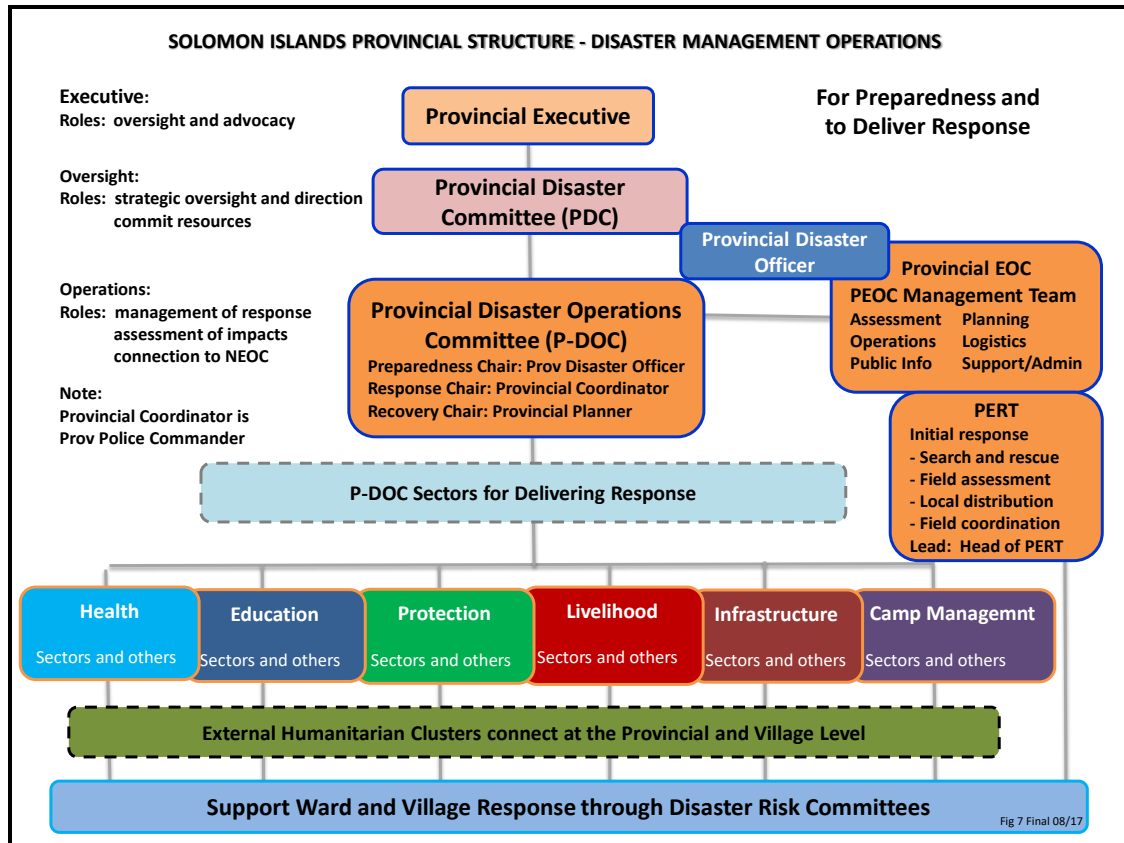 SOLOMON ISLANDS PROVINCIAL STRUCTURE - DISASTER MANAGEMENT OPERATIONS
Executive:
Roles: oversight and advocacy
Provincial Executive
For Preparedness and
to Deliver Response
Oversight:
Roles: strategic oversight and direction
commit resources
Provincial Disaster
Committee (PDC)
Provincial Disaster
Officer
Provincial EOC
PEOC Management Team
Assessment Planning
Operations Logistics
Public Info Support/Admin
Operations:
Roles: management of response
assessment of impacts
connection to NEOC
Note:
Provincial Coordinator is
Prov Police Commander
Provincial Disaster Operations
Committee (P-DOC)
Preparedness Chair: Prov Disaster Officer
Response Chair: Provincial Coordinator
Recovery Chair: Provincial Planner
PERT
Initial response
- Search and rescue
- Field assessment
- Local distribution
- Field coordination
Lead: Head of PERT
P-DOC Sectors for Delivering Response
Health
Sectors and others
Education
Sectors and others
Protection
Sectors and others
Livelihood
Sectors and others
Infrastructure
Sectors and others
Camp Managemnt
Sectors and others
External Humanitarian Clusters connect at the Provincial and Village Level
Support Ward and Village Response through Disaster Risk Committees
Fig 7 Final 08/17